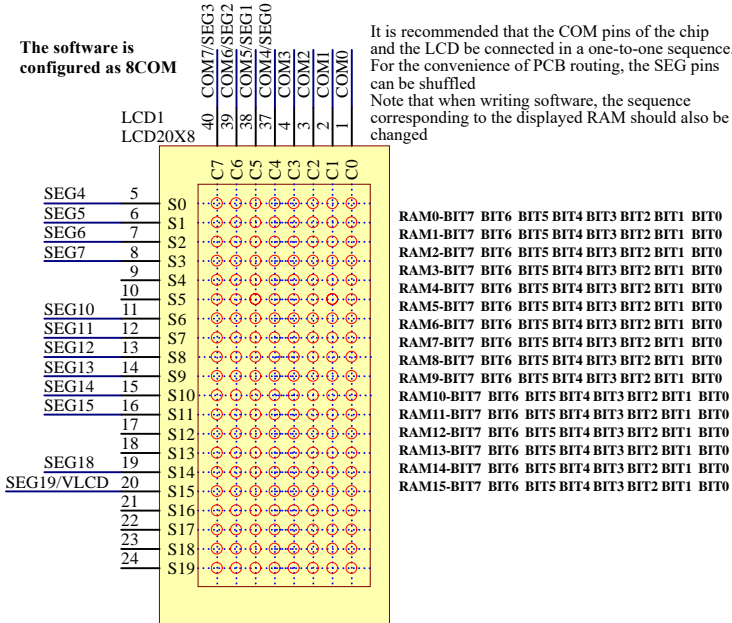 The software is
configured as 8COM
COM7/SEG3
COM6/SEG2
COM5/SEG1
COM4/SEG0
COM3
COM2
COM1
COM0
It is recommended that the COM pins of the chip
and the LCD be connected in a one-to-one sequence.
For the convenience of PCB routing, the SEG pins
can be shuffled
Note that when writing software, the sequence
corresponding to the displayed RAM should also be
changed
LCD1
LCD20X8
40 39 38 37 4 3 2 1
C7 C6 C5 C4 C3 C2 C1 C0
SEG4 5 S0
SEG5 6 S1
SEG6 7 S2
SEG7 8 S3
9 S4
10 S5
SEG10 11 S6
SEG11 12 S7
SEG12 13 S8
SEG13 14 S9
SEG14 15 S10
SEG15 16 S11
17 S12
18 S13
SEG18 19 S14
SEG19/VLCD 20 S15
21 S16
22 S17
23 S18
24 S19
RAM0-BIT7 BIT6 BIT5 BIT4 BIT3 BIT2 BIT1 BIT0
RAM1-BIT7 BIT6 BIT5 BIT4 BIT3 BIT2 BIT1 BIT0
RAM2-BIT7 BIT6 BIT5 BIT4 BIT3 BIT2 BIT1 BIT0
RAM3-BIT7 BIT6 BIT5 BIT4 BIT3 BIT2 BIT1 BIT0
RAM4-BIT7 BIT6 BIT5 BIT4 BIT3 BIT2 BIT1 BIT0
RAM5-BIT7 BIT6 BIT5 BIT4 BIT3 BIT2 BIT1 BIT0
RAM6-BIT7 BIT6 BIT5 BIT4 BIT3 BIT2 BIT1 BIT0
RAM7-BIT7 BIT6 BIT5 BIT4 BIT3 BIT2 BIT1 BIT0
RAM8-BIT7 BIT6 BIT5 BIT4 BIT3 BIT2 BIT1 BIT0
RAM9-BIT7 BIT6 BIT5 BIT4 BIT3 BIT2 BIT1 BIT0
RAM10-BIT7 BIT6 BIT5 BIT4 BIT3 BIT2 BIT1 BIT0
RAM11-BIT7 BIT6 BIT5 BIT4 BIT3 BIT2 BIT1 BIT0
RAM12-BIT7 BIT6 BIT5 BIT4 BIT3 BIT2 BIT1 BIT0
RAM13-BIT7 BIT6 BIT5 BIT4 BIT3 BIT2 BIT1 BIT0
RAM14-BIT7 BIT6 BIT5 BIT4 BIT3 BIT2 BIT1 BIT0
RAM15-BIT7 BIT6 BIT5 BIT4 BIT3 BIT2 BIT1 BIT0